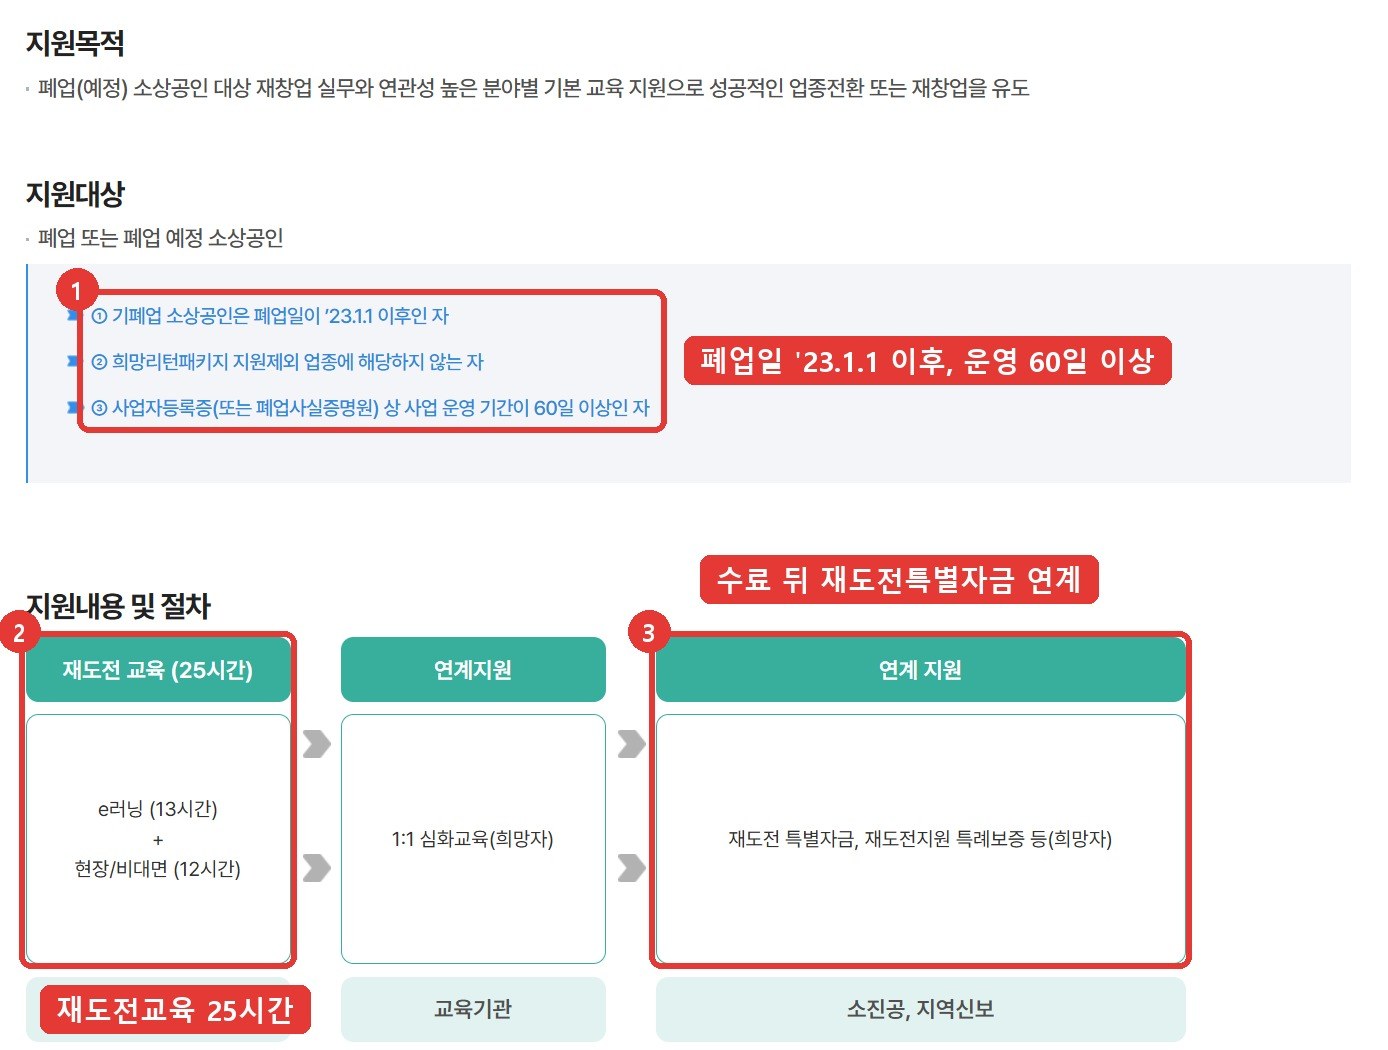 지원목적
· 폐업(예정) 소상공인 대상 재창업 실무와 연관성 높은 분야별 기본 교육 지원으로 성공적인 업종전환 또는 재창업을 유도
지원대상
· 폐업 또는 폐업 예정 소상공인
1
① 기폐업 소상공인은 폐업일이 ’23.1.1 이후인 자
② 희망리턴패키지 지원제외 업종에 해당하지 않는 자
③ 사업자등록증(또는 폐업사실증명원) 상 사업 운영 기간이 60일 이상인 자
폐업일 '23.1.1 이후, 운영 60일 이상
수료 뒤 재도전특별자금 연계
지원내용 및 절차
2
재도전 교육 (25시간)
e러닝 (13시간)
+
현장/비대면 (12시간)
재도전교육 25시간
연계지원
1:1 심화교육(희망자)
교육기관
3
연계 지원
재도전 특별자금, 재도전지원 특례보증 등(희망자)
소진공, 지역신보